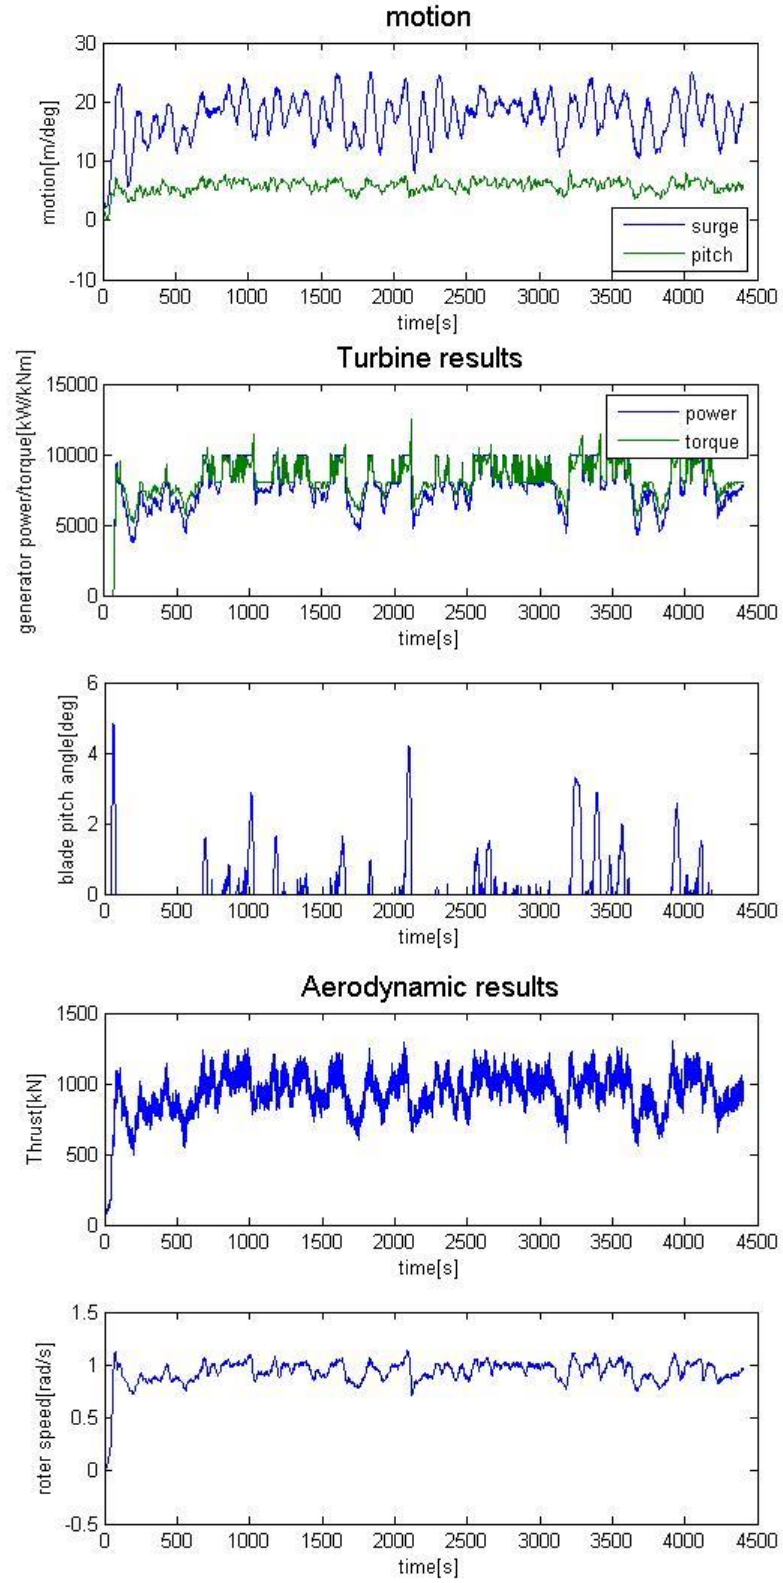 motion
30
20
10
0
-10
motion[m/deg]
surge
pitch
0 500 1000 1500 2000 2500 3000 3500 4000 4500
time[s]
Turbine results
15000
10000
5000
0
generator power/torque[kW/kNm]
power
torque
0 500 1000 1500 2000 2500 3000 3500 4000 4500
time[s]
6
4
2
0
blade pitch angle[deg]
0 500 1000 1500 2000 2500 3000 3500 4000 4500
time[s]
Aerodynamic results
1500
1000
500
0
Thrust[kN]
0 500 1000 1500 2000 2500 3000 3500 4000 4500
time[s]
1.5
1
0.5
0
-0.5
roter speed[rad/s]
0 500 1000 1500 2000 2500 3000 3500 4000 4500
time[s]